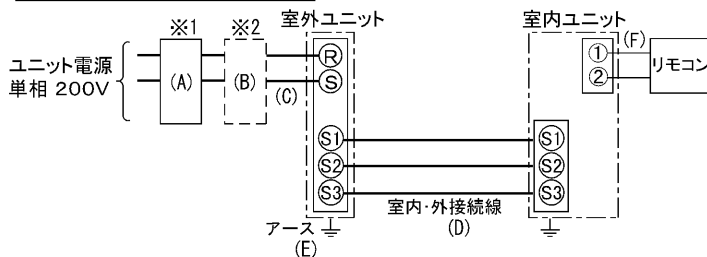 ※1 ※2 室外ユニット 室内ユニット
ユニット電源
単相 200V
(A) (B) (C)
R
S
① (F) リモコン
②
S1 S1
S2 S2
S3 S3
室内・外接続線
(D)
アース
(E)